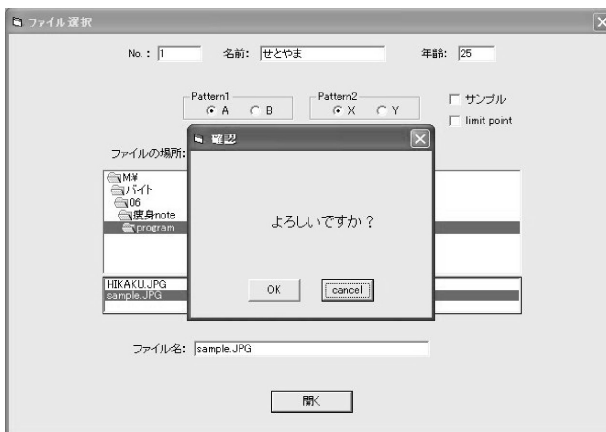 ファイル選択
No.: 1 名前: せとやま 年齢: 25
Pattern1 Pattern2
A B X Y サンプル
limit point
確認
ファイルの場所:
M:¥
バイト
06
痩身note
program
よろしいですか?
OK cancel
HIKAKU.JPG
sample.JPG
ファイル名: sample.JPG
開く